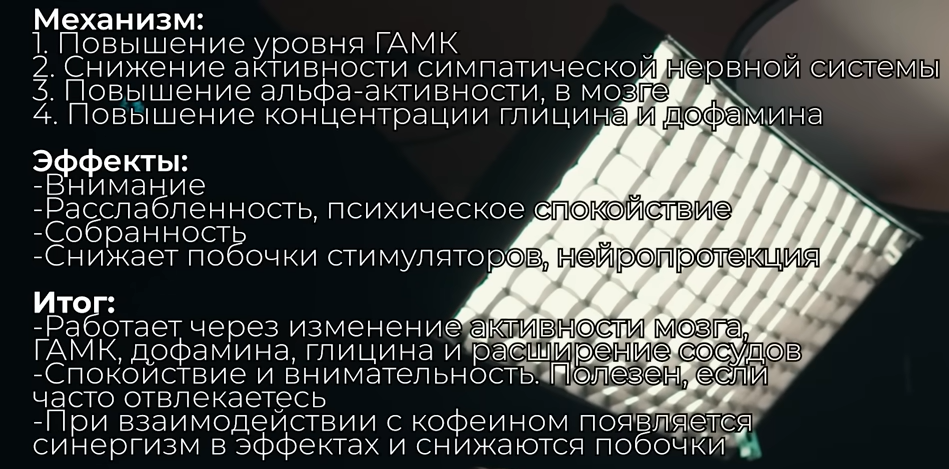 Механизм:
1. Повышение уровня ГАМК
2. Снижение активности симпатической нервной системы
3. Повышение альфа-активности, в мозге
4. Повышение концентрации глицина и дофамина
Эффекты:
-Внимание
-Расслабленность, психическое спокойствие
-Собранность
-Снижает побочки стимуляторов, нейропротекция
Итог:
-Работает через изменение активности мозга,
ГАМК, дофамина, глицина и расширение сосудов
-Спокойствие и внимательность. Полезен, если
часто отвлекаетесь
-При взаимодействии с кофеином появляется
синергизм в эффектах и снижаются побочки